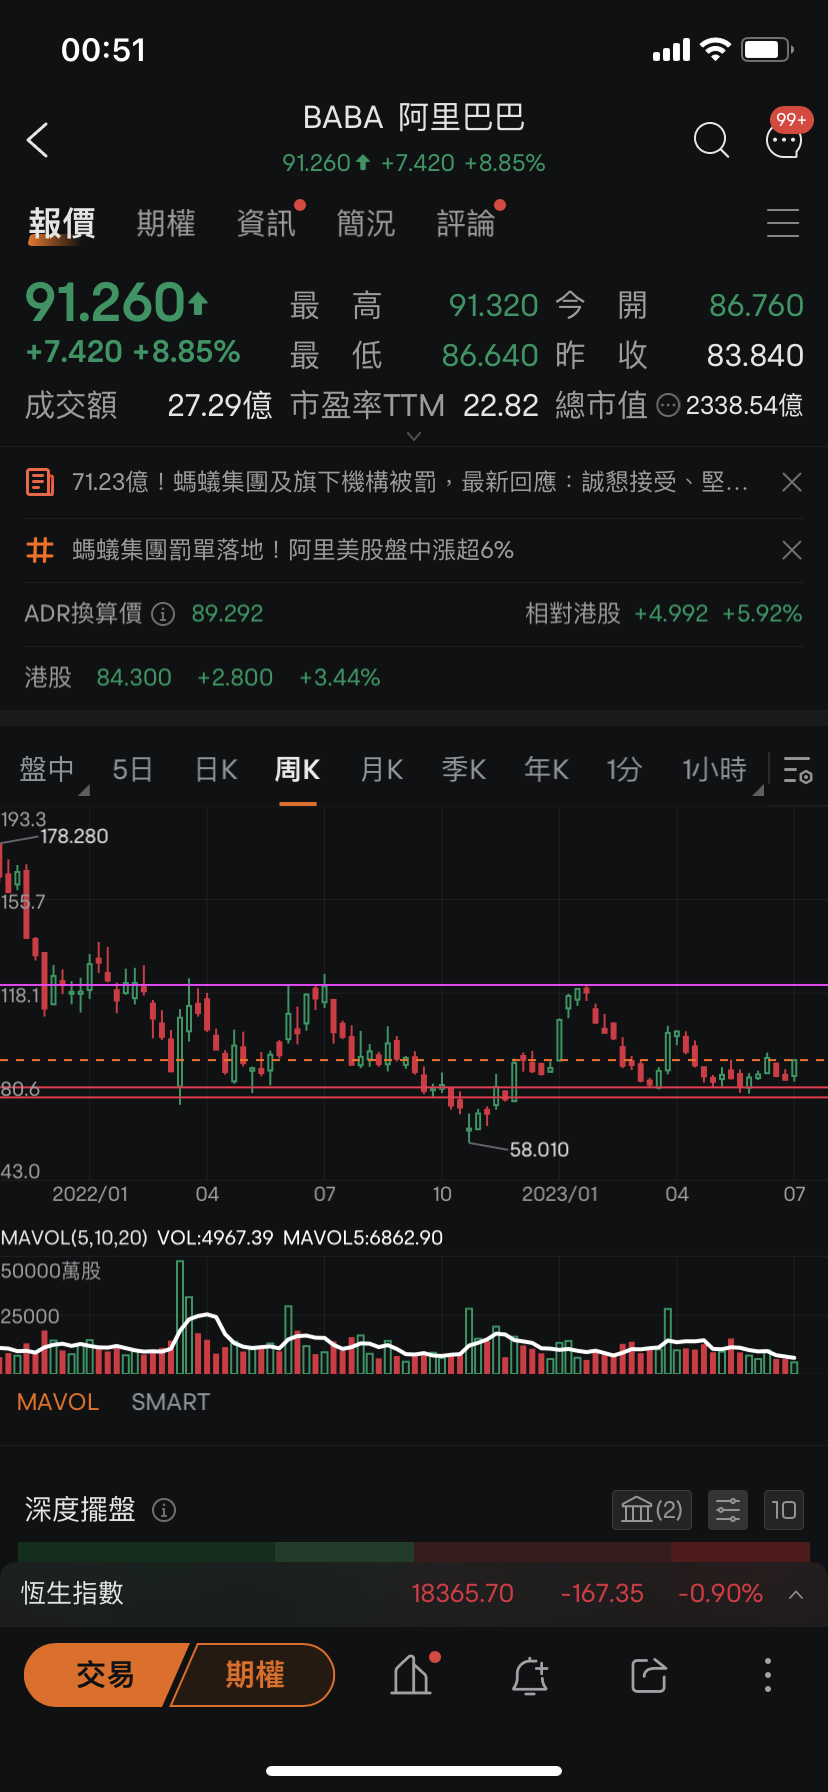 00:51
BABA 阿里巴巴
99+
91.260 +7.420 +8.85%
報價 期權 資訊 簡況 評論
91.260 最高 91.320 今開 86.760
+7.420 +8.85% 最低 86.640 昨收 83.840
成交額 27.29億 市盈率TTM 22.82 總市值 2338.54億
71.23億！螞蟻集團及旗下機構被罰，最新回應：誠懇接受、堅...
螞蟻集團罰單落地！阿里美股盤中漲超6%
ADR換算價 89.292 相對港股 +4.992 +5.92%
港股 84.300 +2.800 +3.44%
盤中 5日 日K 周K 月K 季K 年K 1分 1小時
193.3
178.280
155.7
118.1
80.6
58.010
43.0
2022/01 04 07 10 2023/01 04 07
MAVOL(5,10,20) VOL:4967.39 MAVOL5:6862.90
50000萬股
25000
MAVOL SMART
深度擺盤 (2) 10
恆生指數 18365.70 -167.35 -0.90%
交易 期權